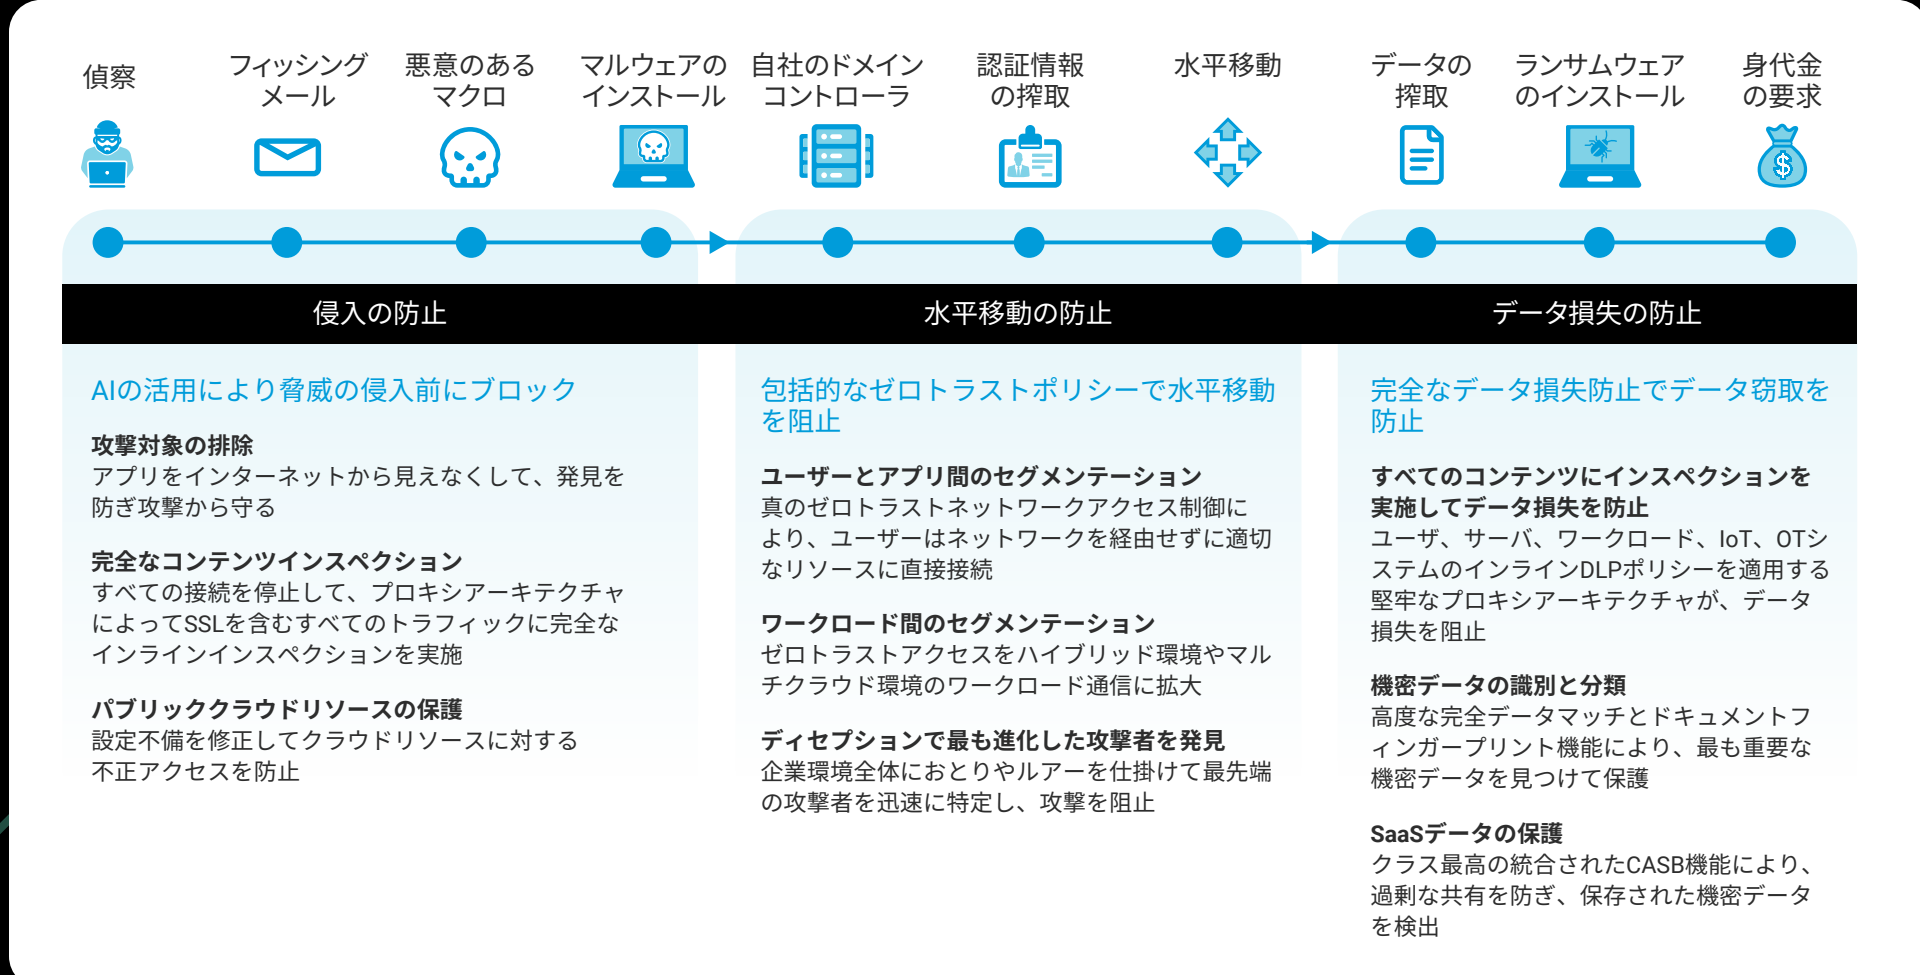 偵察
フィッシング
メール
悪意のある
マクロ
マルウェアの
インストール
自社のドメイン
コントローラ
認証情報
の搾取
水平移動
データの
搾取
ランサムウェア
のインストール
身代金
の要求
侵入の防止
水平移動の防止
データ損失の防止
AIの活用により脅威の侵入前にブロック
攻撃対象の排除
アプリをインターネットから見えなくして、発見を
防ぎ攻撃から守る
完全なコンテンツインスペクション
すべての接続を停止して、プロキシアーキテクチャ
によってSSLを含むすべてのトラフィックに完全な
インラインインスペクションを実施
パブリッククラウドリソースの保護
設定不備を修正してクラウドリソースに対する
不正アクセスを防止
包括的なゼロトラストポリシーで水平移動
を阻止
ユーザーとアプリ間のセグメンテーション
真のゼロトラストネットワークアクセス制御に
より、ユーザーはネットワークを経由せずに適切
なリソースに直接接続
ワークロード間のセグメンテーション
ゼロトラストアクセスをハイブリッド環境やマル
チクラウド環境のワークロード通信に拡大
ディセプションで最も進化した攻撃者を発見
企業環境全体におとりやルアーを仕掛けて最先端
の攻撃者を迅速に特定し、攻撃を阻止
完全なデータ損失防止でデータ窃取を
防止
すべてのコンテンツにインスペクションを
実施してデータ損失を防止
ユーザ、サーバ、ワークロード、IoT、OTシ
ステムのインラインDLPポリシーを適用する
堅牢なプロキシアーキテクチャが、データ
損失を阻止
機密データの識別と分類
高度な完全データマッチとドキュメントフ
ィンガープリント機能により、最も重要な
機密データを見つけて保護
SaaSデータの保護
クラス最高の統合されたCASB機能により、
過剰な共有を防ぎ、保存された機密データ
を検出